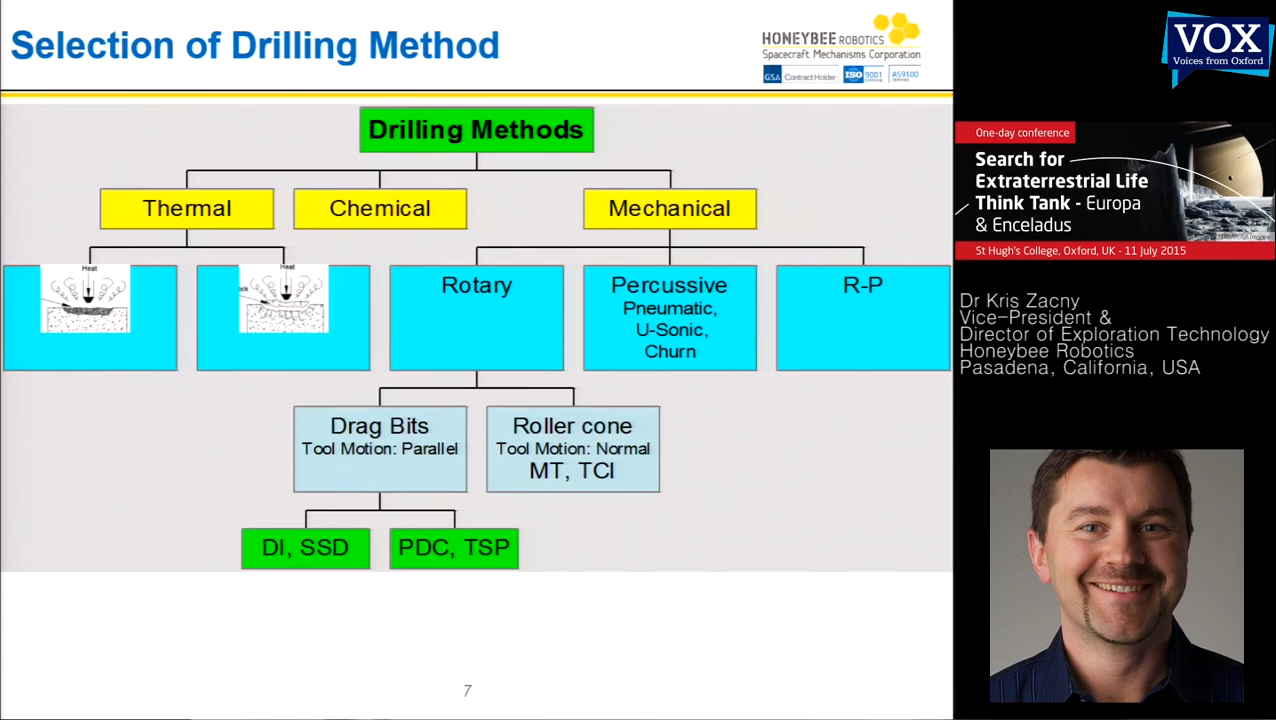 Selection of Drilling Method
HONEYBEE ROBOTICS
Spacecraft Mechanisms Corporation
GSA Contract Holder ISO 9001 AS9100
Drilling Methods
Thermal
Chemical
Mechanical
Heat
Heat
Rotary
Percussive
Pneumatic,
U-Sonic,
Churn
R-P
Drag Bits
Tool Motion: Parallel
Roller cone
Tool Motion: Normal
MT, TCI
DI, SSD
PDC, TSP
7
VOX
Voices from Oxford
One-day conference
Search for
Extraterrestrial Life
Think Tank - Europa
& Enceladus
St Hugh's College, Oxford, UK - 11 July 2015
Dr Kris Zacny
Vice-President &
Director of Exploration Technology
Honeybee Robotics
Pasadena, California, USA